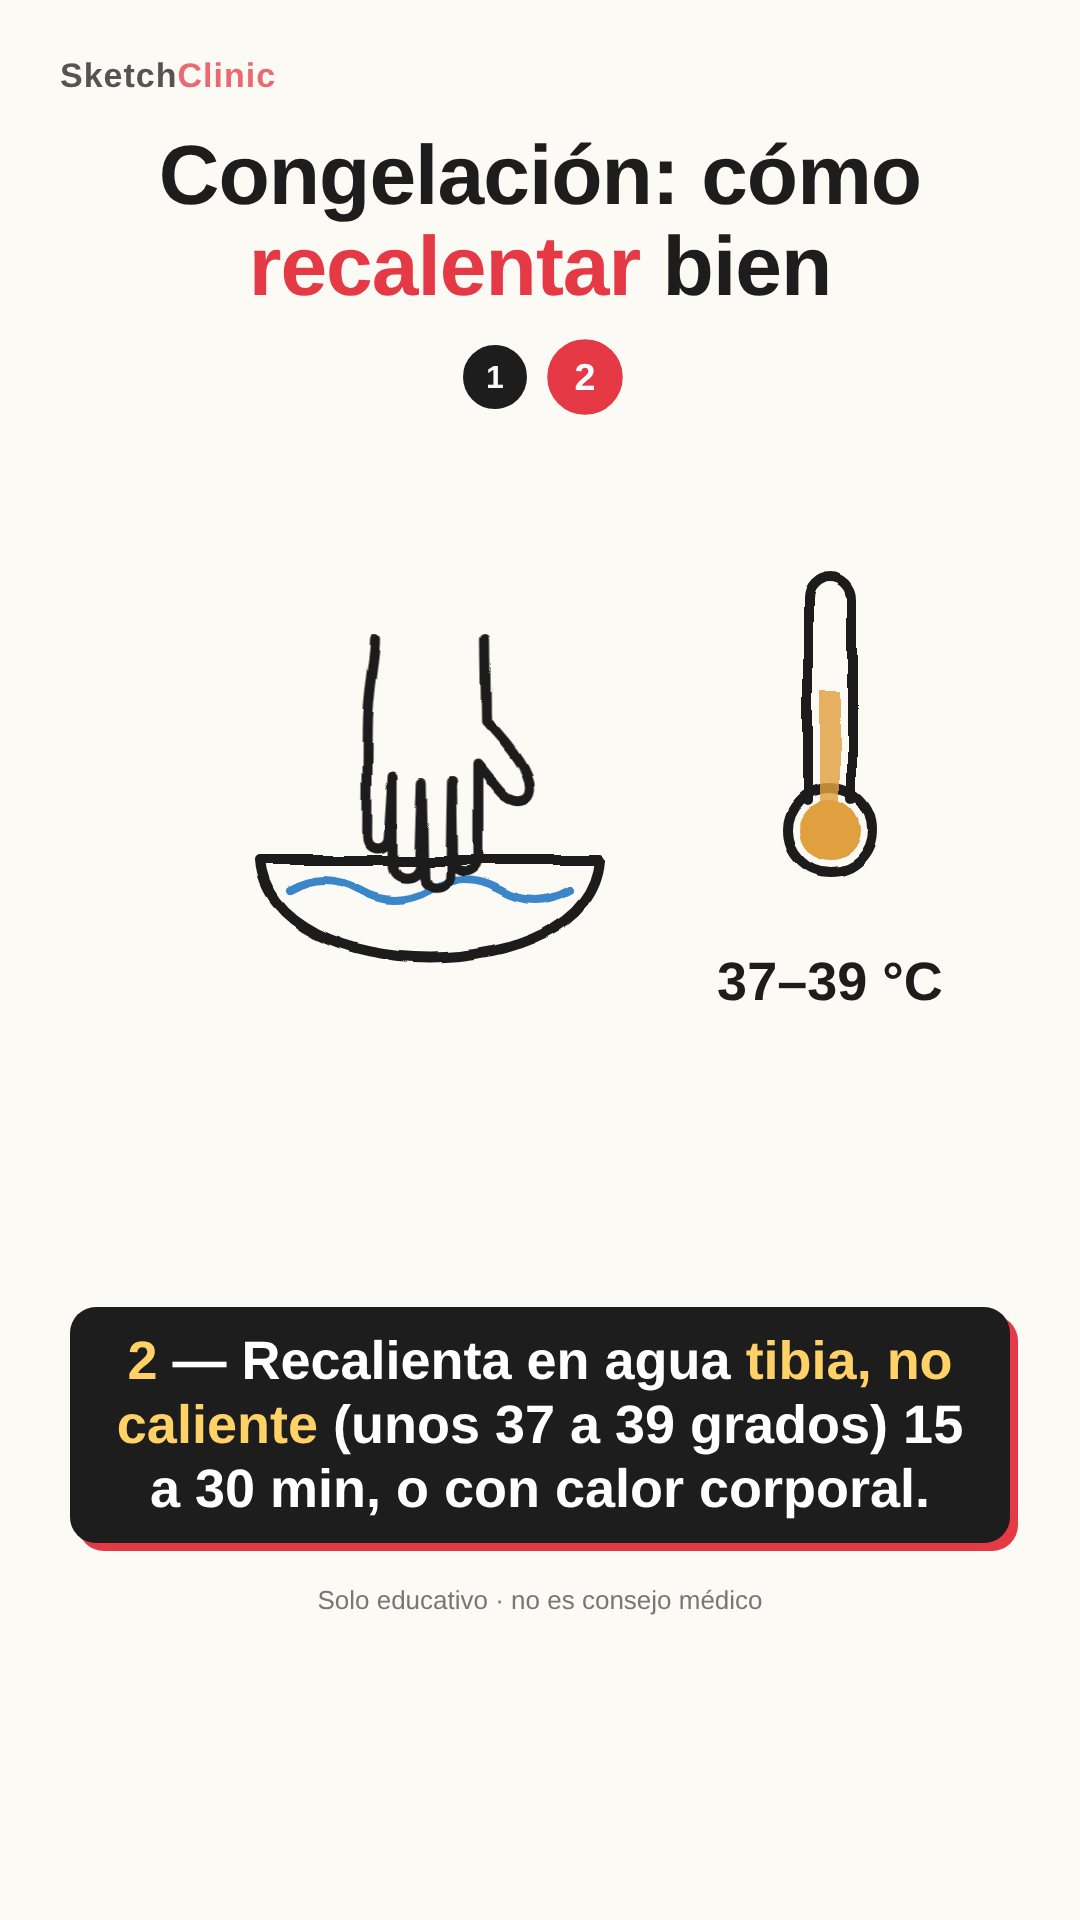 SketchClinic
Congelación: cómo
recalentar bien
1 2
37–39 °C
2 — Recalienta en agua tibia, no
caliente (unos 37 a 39 grados) 15
a 30 min, o con calor corporal.
Solo educativo · no es consejo médico